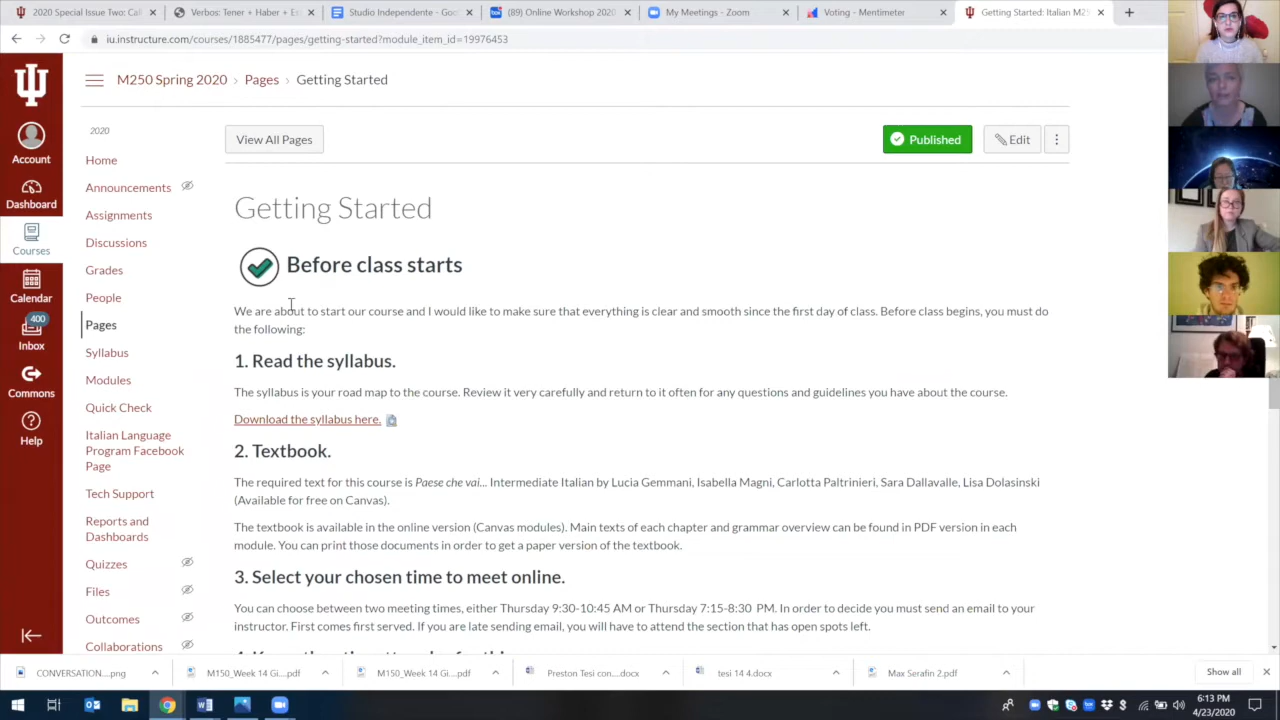 2020 Special Issue Two: Call
Verbos: Tener + Haber + Es
Studio Independente - Goo
(89) Online Workshop 2020
My Meetings - Zoom
Voting - Mentimeter
Getting Started: Italian M2
iu.instructure.com/courses/1885477/pages/getting-started?module_item_id=19976453
M250 Spring 2020 > Pages > Getting Started
2020
View All Pages
Published
Edit
Account
Dashboard
Courses
Calendar
400
Inbox
Commons
Help
Home
Announcements
Assignments
Discussions
Grades
People
Pages
Syllabus
Modules
Quick Check
Italian Language
Program Facebook
Page
Tech Support
Reports and
Dashboards
Quizzes
Files
Outcomes
Collaborations
Getting Started
Before class starts
We are about to start our course and I would like to make sure that everything is clear and smooth since the first day of class. Before class begins, you must do
the following:
1. Read the syllabus.
The syllabus is your road map to the course. Review it very carefully and return to it often for any questions and guidelines you have about the course.
Download the syllabus here.
2. Textbook.
The required text for this course is Paese che vai... Intermediate Italian by Lucia Gemmani, Isabella Magni, Carlotta Paltrinieri, Sara Dallavalle, Lisa Dolasinski
(Available for free on Canvas).
The textbook is available in the online version (Canvas modules). Main texts of each chapter and grammar overview can be found in PDF version in each
module. You can print those documents in order to get a paper version of the textbook.
3. Select your chosen time to meet online.
You can choose between two meeting times, either Thursday 9:30-10:45 AM or Thursday 7:15-8:30 PM. In order to decide you must send an email to your
instructor. First comes first served. If you are late sending email, you will have to attend the section that has open spots left.
CONVERSATION....png
M150_Week 14 Gi....pdf
M150_Week 14 Gi....pdf
Preston Tesi con....docx
tesi 14 4.docx
Max Serafin 2.pdf
Show all
6:13 PM
4/23/2020